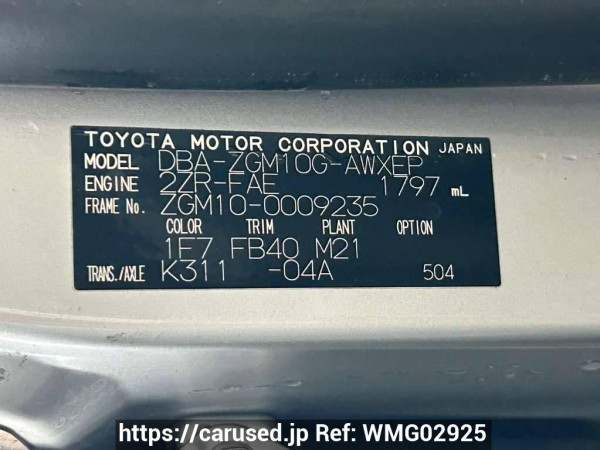 TOYOTA MOTOR CORPORATION JAPAN
MODEL DBA-ZGM10G-AWXEP
ENGINE 2ZR-FAE 1797 mL
FRAME No. ZGM10-0009235
COLOR TRIM PLANT OPTION
1F7 FB40 M21
TRANS./AXLE K311 -04A 504
https://carused.jp Ref: WMG02925